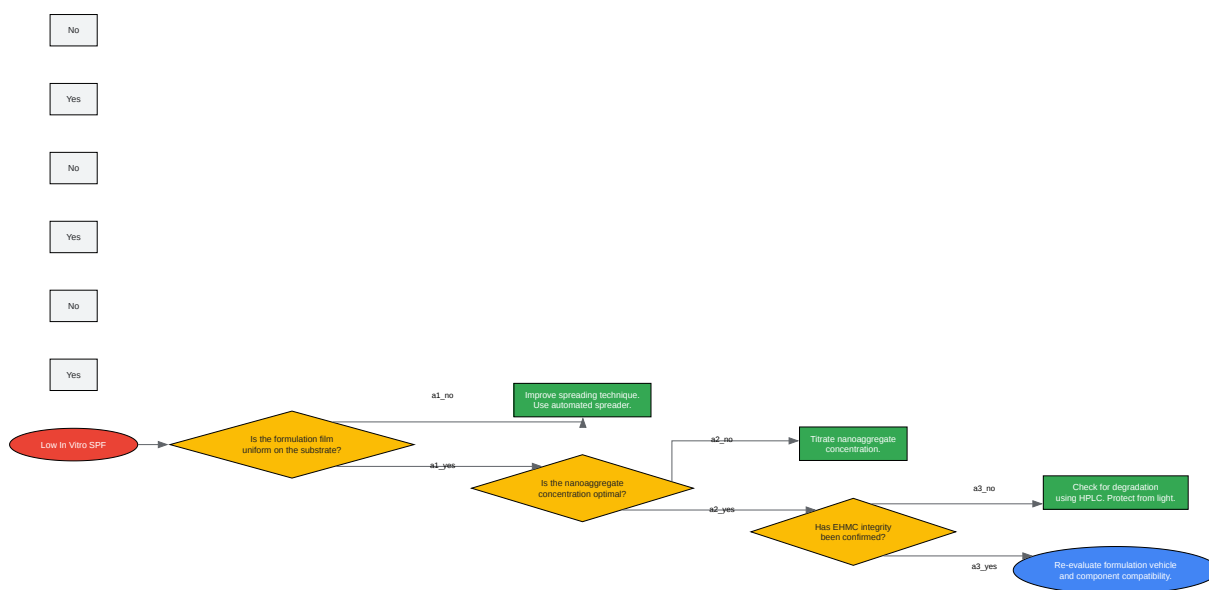 No
Yes
No
Yes
No
Yes
Low In Vitro SPF
Is the formulation film
uniform on the substrate?
a1_no
Improve spreading technique.
Use automated spreader.
a1_yes
Is the nanoaggregate
concentration optimal?
a2_no
Titrate nanoaggregate
concentration.
a2_yes
Has EHMC integrity
been confirmed?
a3_no
Check for degradation
using HPLC. Protect from light.
a3_yes
Re-evaluate formulation vehicle
and component compatibility.